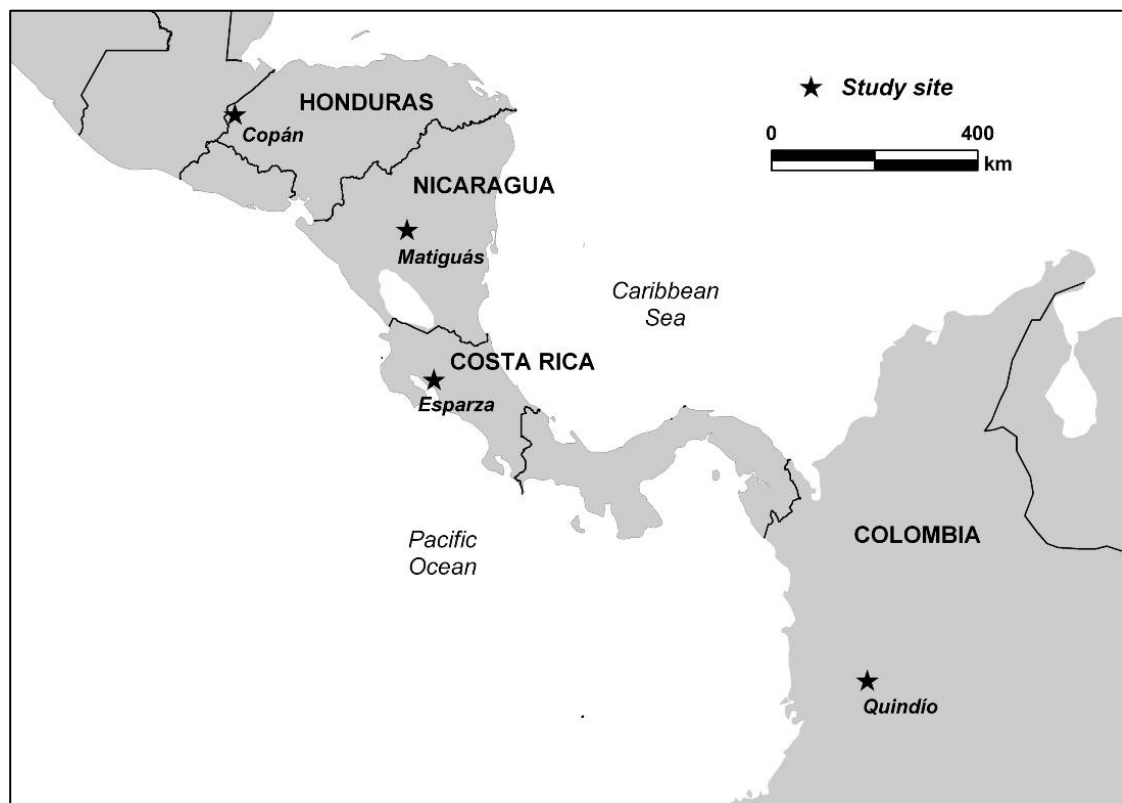 Study site
0 400
km
HONDURAS
Copán
NICARAGUA
Matiguás
Caribbean
Sea
COSTA RICA
Esparza
Pacific
Ocean
COLOMBIA
Quindío